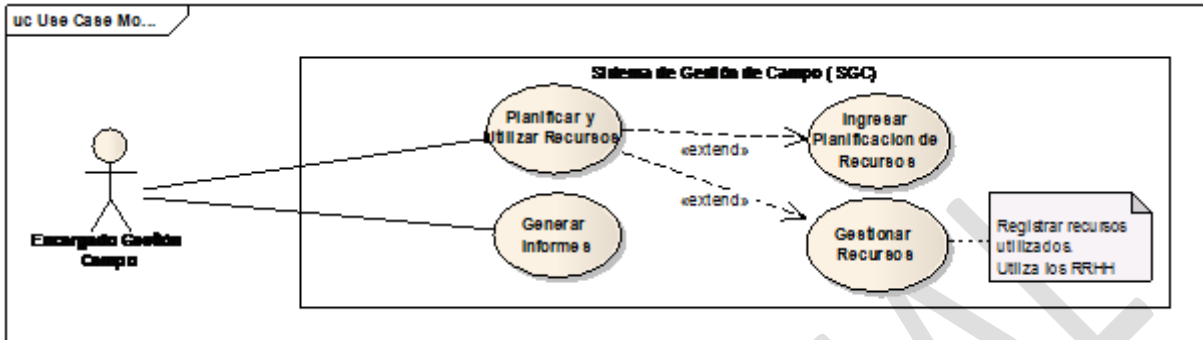 uc Use Case Mo...
Sistema de Gestión de Campo ( SGC)
Planificar y
Utilizar Recursos
Ingresar
Planificacion de
Recursos
«extend»
«extend»
Generar
Informes
Gestionar
Recursos
Registrar recursos
utilizados.
Utiliza los RRHH
Encargado Gestión
Campo